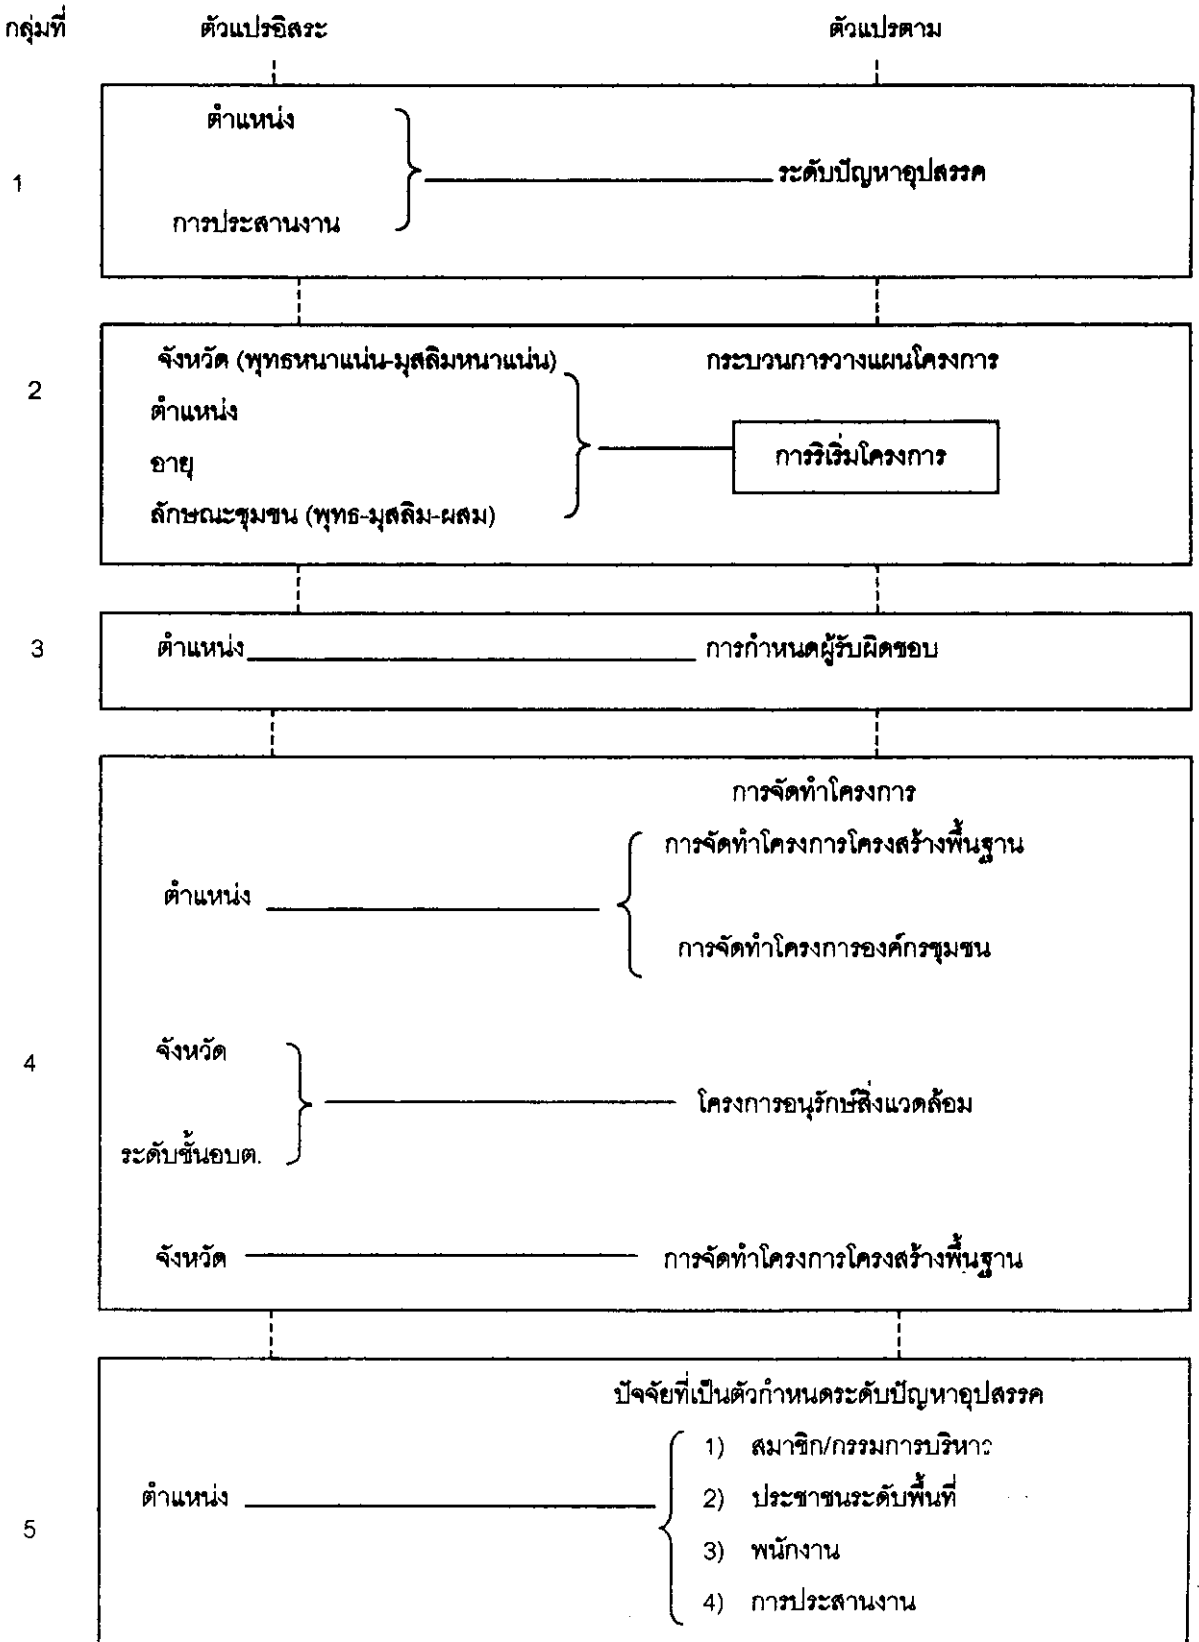 กลุ่มที่ ตัวแปรอิสระ ตัวแปรตาม
ตำแหน่ง
1 ระดับปัญหาอุปสรรค
การประสานงาน
จังหวัด (พุทธหนาแน่น-มุสลิมหนาแน่น) กระบวนการวางแผนโครงการ
2
ตำแหน่ง
อายุ การริเริ่มโครงการ
ลักษณะชุมชน (พุทธ-มุสลิม-ผสม)
3 ตำแหน่ง การกำหนดผู้รับผิดชอบ
การจัดทำโครงการ
การจัดทำโครงการโครงสร้างพื้นฐาน
ตำแหน่ง
การจัดทำโครงการองค์กรชุมชน
จังหวัด
4
โครงการอนุรักษ์สิ่งแวดล้อม
ระดับชั้นอบต.
จังหวัด การจัดทำโครงการโครงสร้างพื้นฐาน
ปัจจัยที่เป็นตัวกำหนดระดับปัญหาอุปสรรค
1) สมาชิก/กรรมการบริหาร
ตำแหน่ง 2) ประชาชนระดับพื้นที่
5
3) พนักงาน
4) การประสานงาน